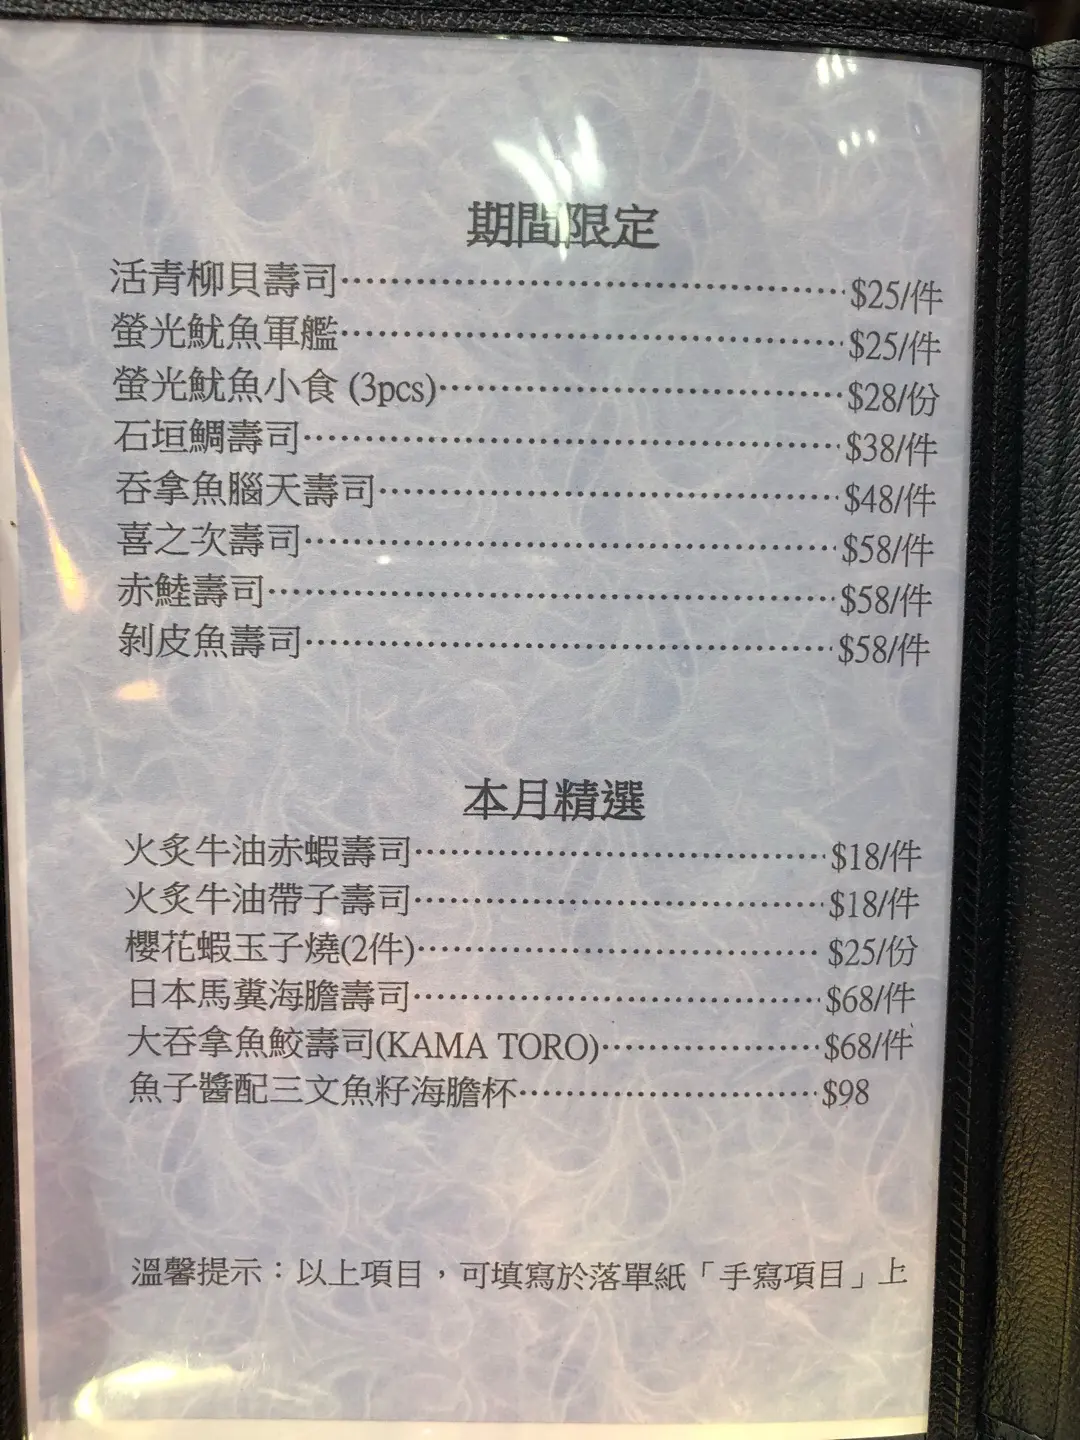 期間限定
活青柳貝壽司⋯⋯⋯⋯⋯⋯⋯⋯⋯⋯⋯⋯⋯⋯$25/件
螢光魷魚軍艦⋯⋯⋯⋯⋯⋯⋯⋯⋯⋯⋯⋯⋯⋯$25/件
螢光魷魚小食 (3pcs)⋯⋯⋯⋯⋯⋯⋯⋯⋯⋯⋯$28/份
石垣鯛壽司⋯⋯⋯⋯⋯⋯⋯⋯⋯⋯⋯⋯⋯⋯⋯$38/件
吞拿魚腦天壽司⋯⋯⋯⋯⋯⋯⋯⋯⋯⋯⋯⋯⋯$48/件
喜之次壽司⋯⋯⋯⋯⋯⋯⋯⋯⋯⋯⋯⋯⋯⋯⋯$58/件
赤鯥壽司⋯⋯⋯⋯⋯⋯⋯⋯⋯⋯⋯⋯⋯⋯⋯⋯$58/件
剝皮魚壽司⋯⋯⋯⋯⋯⋯⋯⋯⋯⋯⋯⋯⋯⋯⋯$58/件
本月精選
火炙牛油赤蝦壽司⋯⋯⋯⋯⋯⋯⋯⋯⋯⋯⋯⋯$18/件
火炙牛油帶子壽司⋯⋯⋯⋯⋯⋯⋯⋯⋯⋯⋯⋯$18/件
櫻花蝦玉子燒(2件)⋯⋯⋯⋯⋯⋯⋯⋯⋯⋯⋯⋯$25/份
日本馬糞海膽壽司⋯⋯⋯⋯⋯⋯⋯⋯⋯⋯⋯⋯$68/件
大吞拿魚鮫壽司(KAMA TORO)⋯⋯⋯⋯⋯⋯$68/件
魚子醬配三文魚籽海膽杯⋯⋯⋯⋯⋯⋯⋯⋯⋯$98
溫馨提示：以上項目，可填寫於落單紙「手寫項目」上